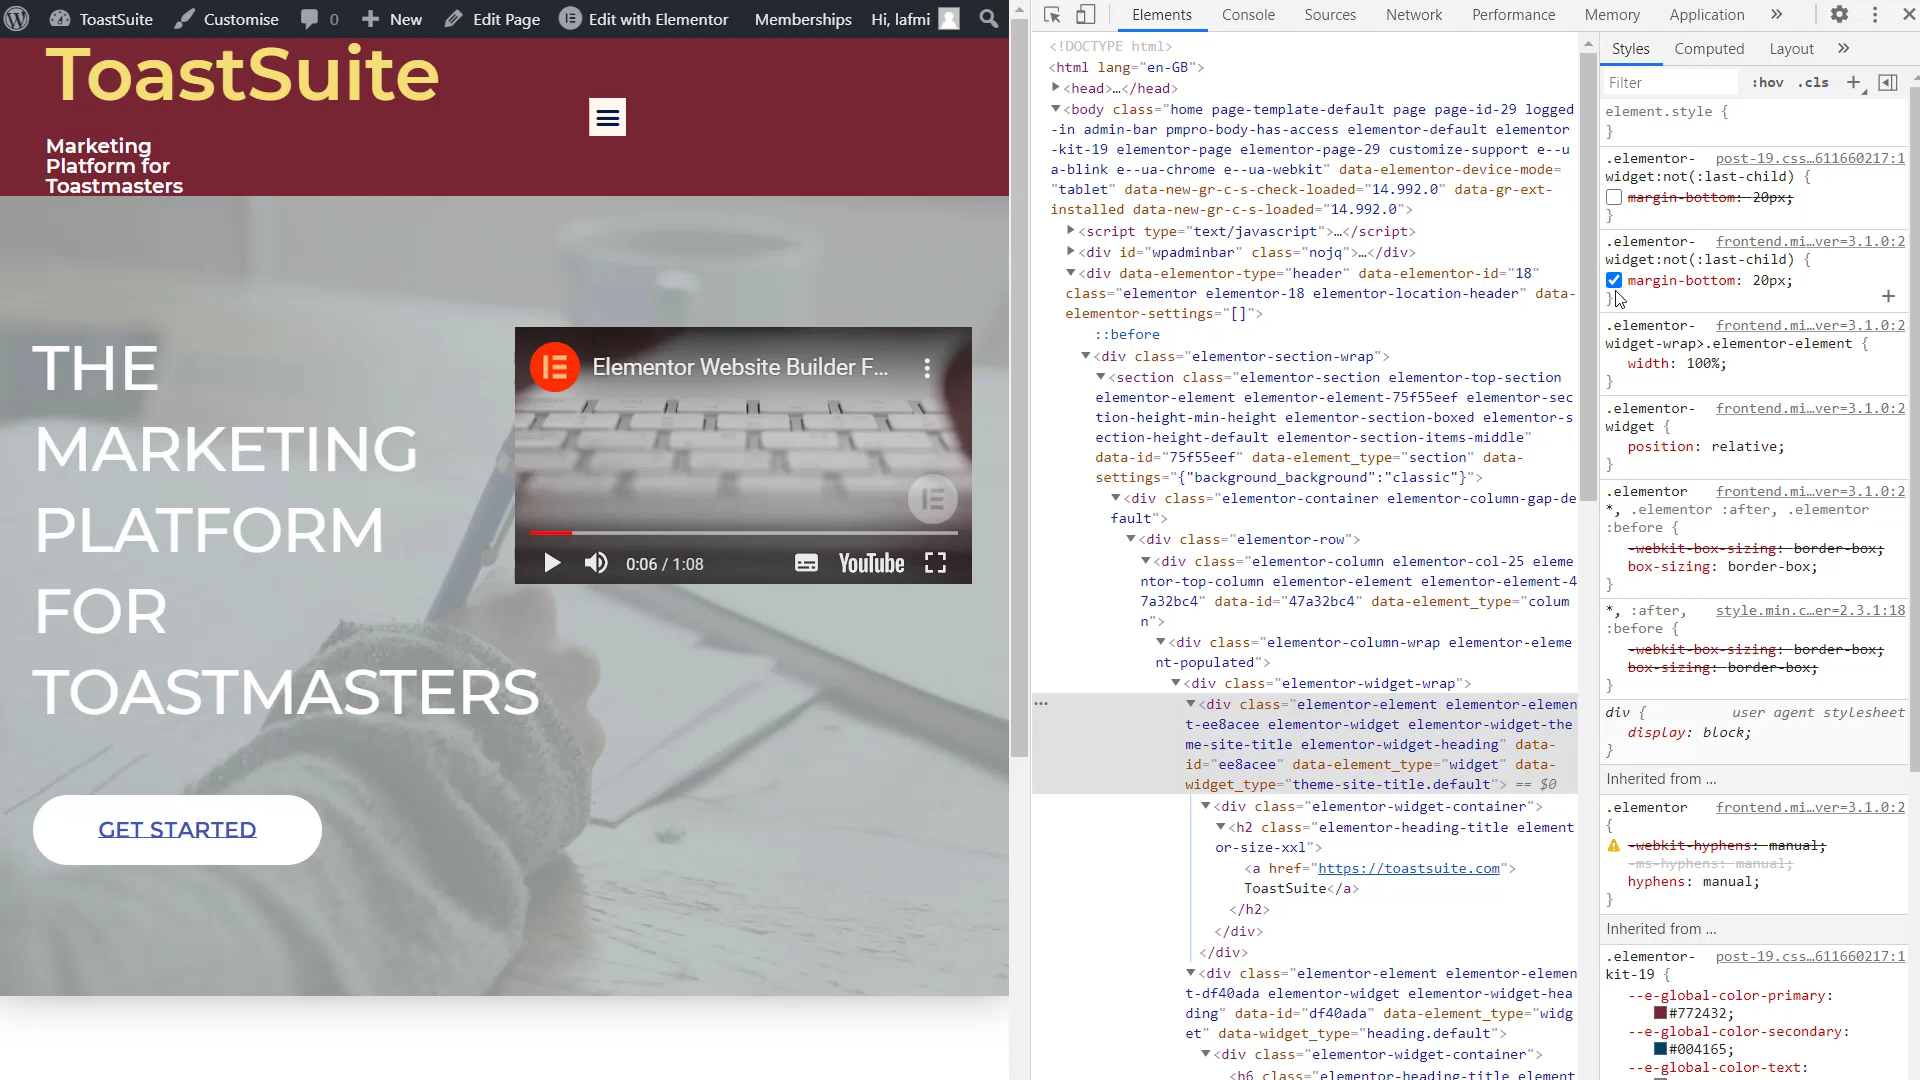 ToastSuite
Customise
0
New
Edit Page
Edit with Elementor
Memberships
Hi, lafmi
ToastSuite
Marketing
Platform for
Toastmasters
THE
MARKETING
PLATFORM
FOR
TOASTMASTERS
GET STARTED
Elementor Website Builder F...
0:06 / 1:08
YouTube
Elements
Console
Sources
Network
Performance
Memory
Application
<!DOCTYPE html>
<html lang="en-GB">
<head>…</head>
<body class="home page-template-default page page-id-29 logged
-in admin-bar pmpro-body-has-access elementor-default elementor
-kit-19 elementor-page elementor-page-29 customize-support e--u
a-blink e--ua-chrome e--ua-webkit" data-elementor-device-mode=
"tablet" data-new-gr-c-s-check-loaded="14.992.0" data-gr-ext-
installed data-new-gr-c-s-loaded="14.992.0">
<script type="text/javascript">…</script>
<div id="wpadminbar" class="nojq">…</div>
<div data-elementor-type="header" data-elementor-id="18"
class="elementor elementor-18 elementor-location-header" data-
elementor-settings="[]">
::before
<div class="elementor-section-wrap">
<section class="elementor-section elementor-top-section
elementor-element elementor-element-75f55eef elementor-sec
tion-height-min-height elementor-section-boxed elementor-s
ection-height-default elementor-section-items-middle"
data-id="75f55eef" data-element_type="section" data-
settings="{"background_background":"classic"}">
<div class="elementor-container elementor-column-gap-de
fault">
<div class="elementor-row">
<div class="elementor-column elementor-col-25 eleme
ntor-top-column elementor-element elementor-element-4
7a32bc4" data-id="47a32bc4" data-element_type="colum
n">
<div class="elementor-column-wrap elementor-eleme
nt-populated">
<div class="elementor-widget-wrap">
<div class="elementor-element elementor-elemen
t-ee8acee elementor-widget elementor-widget-the
me-site-title elementor-widget-heading" data-
id="ee8acee" data-element_type="widget" data-
widget_type="theme-site-title.default"> == $0
<div class="elementor-widget-container">
<h2 class="elementor-heading-title element
or-size-xxl">
<a href="https://toastsuite.com">
ToastSuite</a>
</h2>
</div>
</div>
<div class="elementor-element elementor-elemen
t-df40ada elementor-widget elementor-widget-hea
ding" data-id="df40ada" data-element_type="widg
et" data-widget_type="heading.default">
<div class="elementor-widget-container">
<h6 class="elementor-heading-title element
Styles
Computed
Layout
Filter
:hov
.cls
element.style {
}
.elementor- post-19.css…611660217:1
widget:not(:last-child) {
margin-bottom: 20px;
}
.elementor- frontend.mi…ver=3.1.0:2
widget:not(:last-child) {
margin-bottom: 20px;
}
.elementor- frontend.mi…ver=3.1.0:2
widget-wrap>.elementor-element {
width: 100%;
}
.elementor- frontend.mi…ver=3.1.0:2
widget {
position: relative;
}
.elementor frontend.mi…ver=3.1.0:2
*, .elementor :after, .elementor
:before {
-webkit-box-sizing: border-box;
box-sizing: border-box;
}
*, :after, style.min.c…er=2.3.1:18
:before {
-webkit-box-sizing: border-box;
box-sizing: border-box;
}
div { user agent stylesheet
display: block;
}
Inherited from ...
.elementor frontend.mi…ver=3.1.0:2
{
-webkit-hyphens: manual;
-ms-hyphens: manual;
hyphens: manual;
}
Inherited from ...
.elementor- post-19.css…611660217:1
kit-19 {
--e-global-color-primary:
#772432;
--e-global-color-secondary:
#004165;
--e-global-color-text: